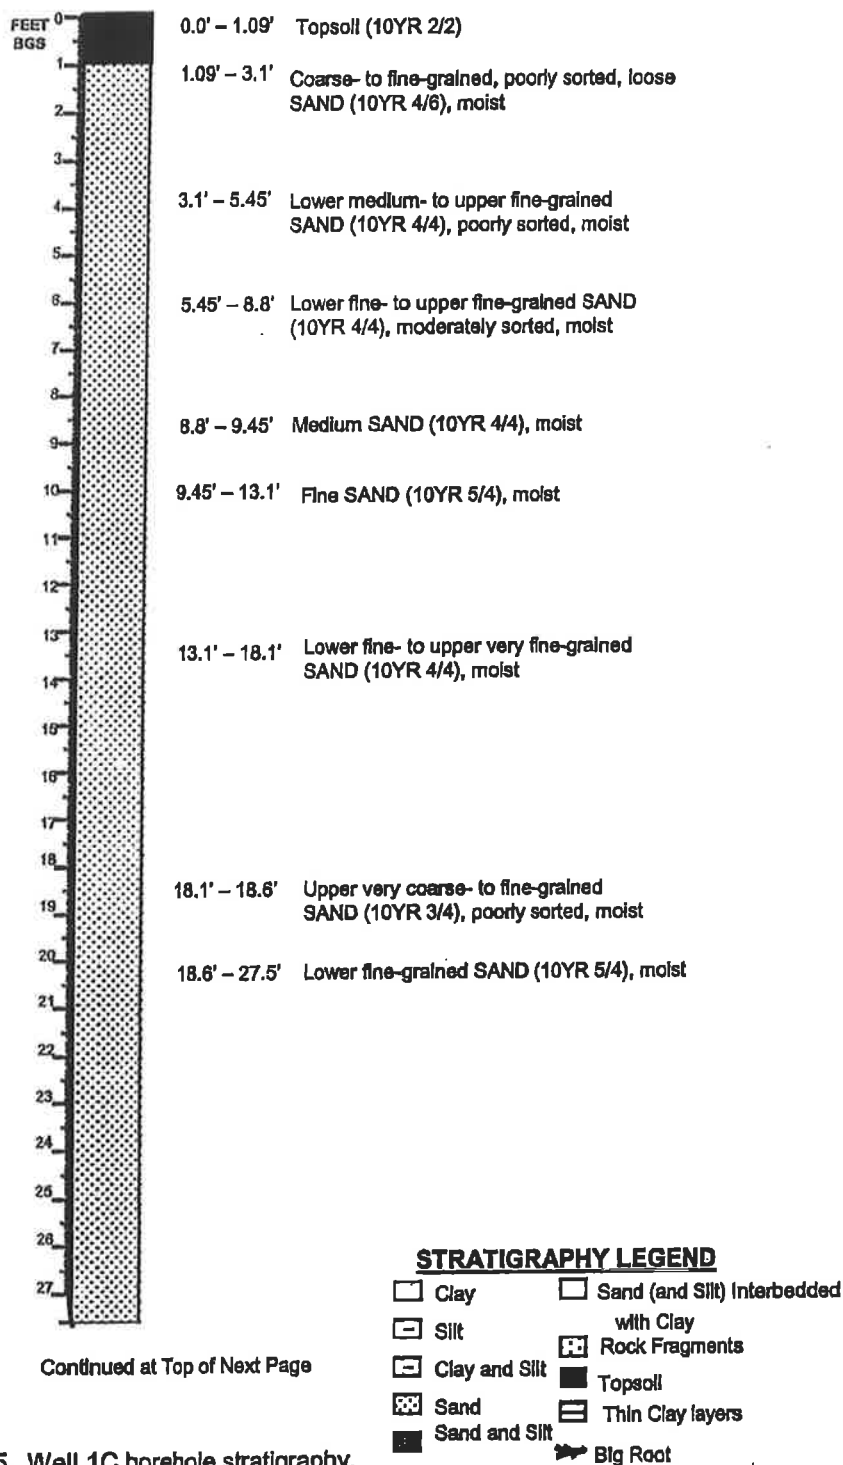 FEET
BGS
0
1
2
3
4
5
6
7
8
9
10
11
12
13
14
15
16
17
18
19
20
21
22
23
24
25
26
27
0.0' – 1.09' Topsoil (10YR 2/2)
1.09' – 3.1' Coarse- to fine-grained, poorly sorted, loose
SAND (10YR 4/6), moist
3.1' – 5.45' Lower medium- to upper fine-grained
SAND (10YR 4/4), poorly sorted, moist
5.45' – 8.8' Lower fine- to upper fine-grained SAND
(10YR 4/4), moderately sorted, moist
8.8' – 9.45' Medium SAND (10YR 4/4), moist
9.45' – 13.1' Fine SAND (10YR 5/4), moist
13.1' – 18.1' Lower fine- to upper very fine-grained
SAND (10YR 4/4), moist
18.1' – 18.6' Upper very coarse- to fine-grained
SAND (10YR 3/4), poorly sorted, moist
18.6' – 27.5' Lower fine-grained SAND (10YR 5/4), moist
Continued at Top of Next Page
STRATIGRAPHY LEGEND
Clay
Silt
Clay and Silt
Sand
Sand and Silt
Sand (and Silt) Interbedded
with Clay
Rock Fragments
Topsoil
Thin Clay layers
Big Root
5. Well 1C borehole stratigraphy.